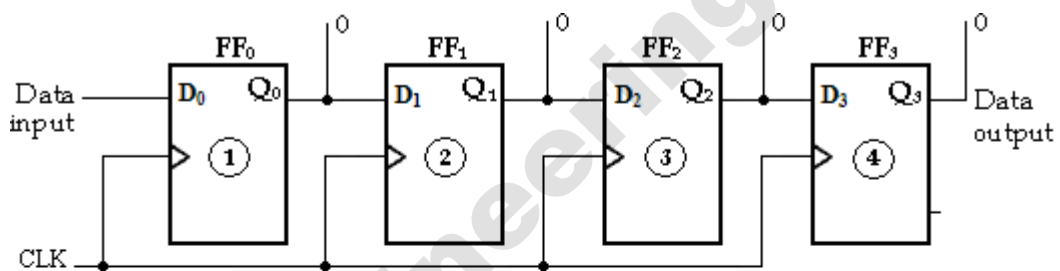 0 0 0 0
FF₀ FF₁ FF₂ FF₃
Data input
D₀ Q₀ D₁ Q₁ D₂ Q₂ D₃ Q₃
Data output
1 2 3 4
CLK
ineering